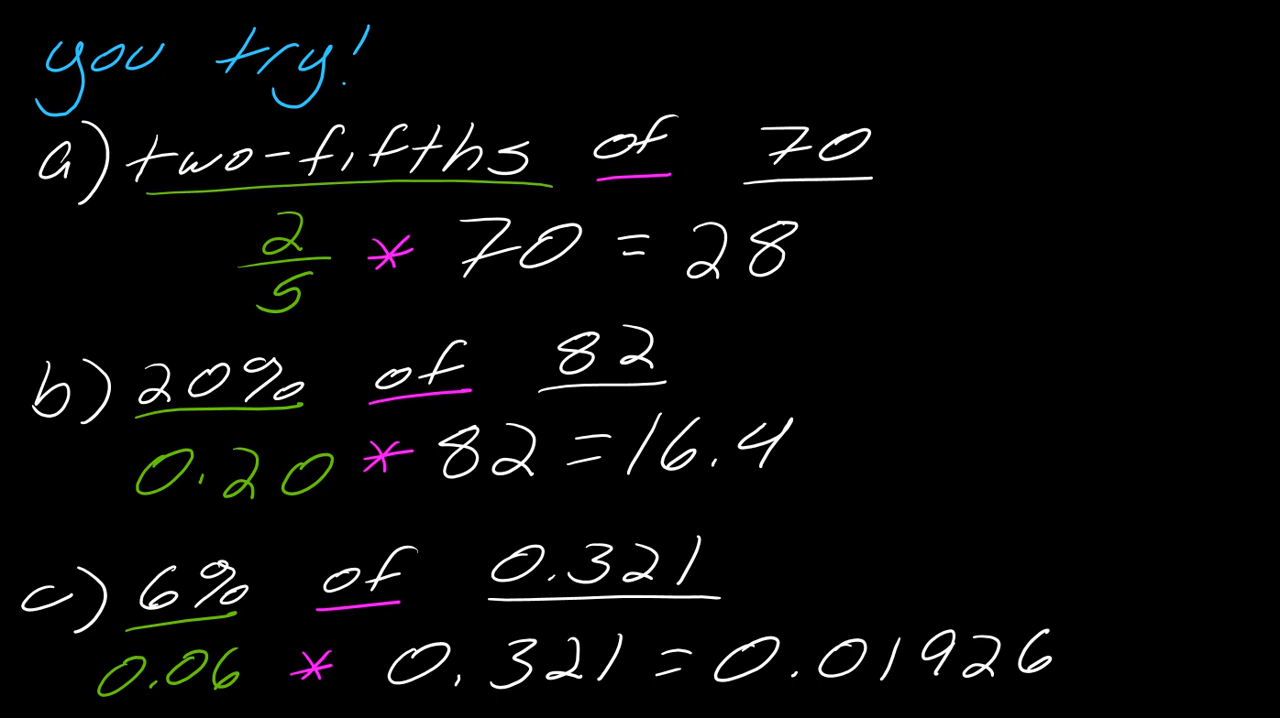 you try!
a) two-fifths of 70
2/5 * 70 = 28
b) 20% of 82
0.20 * 82 = 16.4
c) 6% of 0.321
0.06 * 0.321 = 0.01926